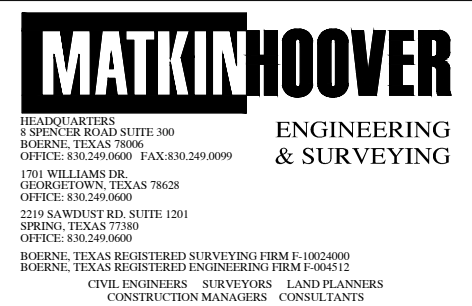 MATKINHOOVER
ENGINEERING
& SURVEYING
HEADQUARTERS
8 SPENCER ROAD SUITE 300
BOERNE, TEXAS 78006
OFFICE: 830.249.0600 FAX:830.249.0099
1701 WILLIAMS DR.
GEORGETOWN, TEXAS 78628
OFFICE: 830.249.0600
2219 SAWDUST RD. SUITE 1201
SPRING, TEXAS 77380
OFFICE: 830.249.0600
BOERNE, TEXAS REGISTERED SURVEYING FIRM F-10024000
BOERNE, TEXAS REGISTERED ENGINEERING FIRM F-004512
CIVIL ENGINEERS SURVEYORS LAND PLANNERS
CONSTRUCTION MANAGERS CONSULTANTS